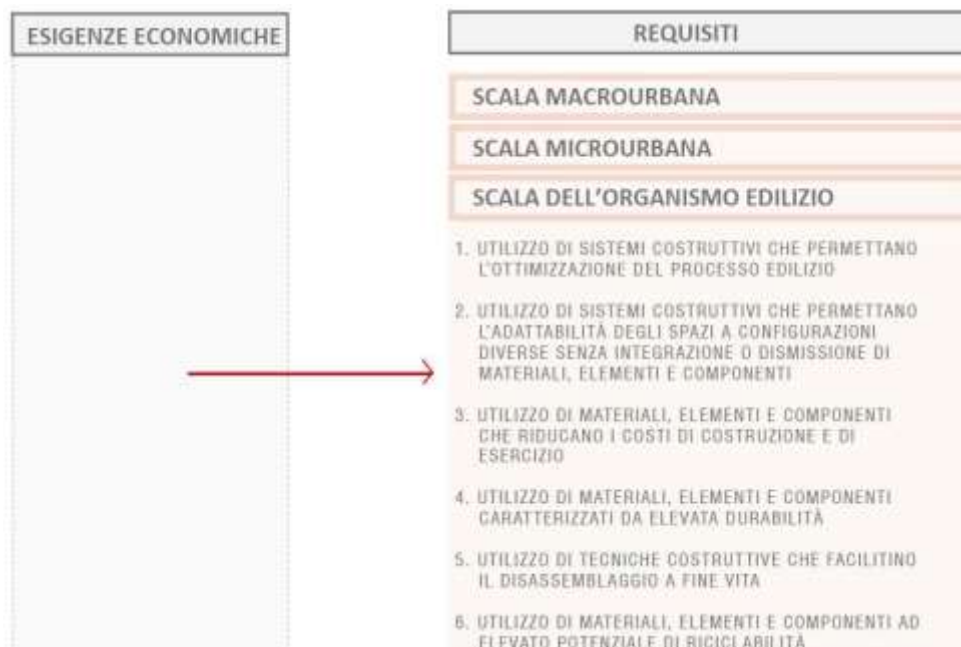 ESIGENZE ECONOMICHE
REQUISITI
SCALA MACROURBANA
SCALA MICROURBANA
SCALA DELL'ORGANISMO EDILIZIO
1. UTILIZZO DI SISTEMI COSTRUTTIVI CHE PERMETTANO
L'OTTIMIZZAZIONE DEL PROCESSO EDILIZIO
2. UTILIZZO DI SISTEMI COSTRUTTIVI CHE PERMETTANO
L'ADATTABILITÀ DEGLI SPAZI A CONFIGURAZIONI
DIVERSE SENZA INTEGRAZIONE O DISMISSIONE DI
MATERIALI, ELEMENTI E COMPONENTI
3. UTILIZZO DI MATERIALI, ELEMENTI E COMPONENTI
CHE RIDUCANO I COSTI DI COSTRUZIONE E DI
ESERCIZIO
4. UTILIZZO DI MATERIALI, ELEMENTI E COMPONENTI
CARATTERIZZATI DA ELEVATA DURABILITÀ
5. UTILIZZO DI TECNICHE COSTRUTTIVE CHE FACILITINO
IL DISASSEMBLAGGIO A FINE VITA
6. UTILIZZO DI MATERIALI, ELEMENTI E COMPONENTI AD
ELEVATO POTENZIALE DI RICICLABILITÀ